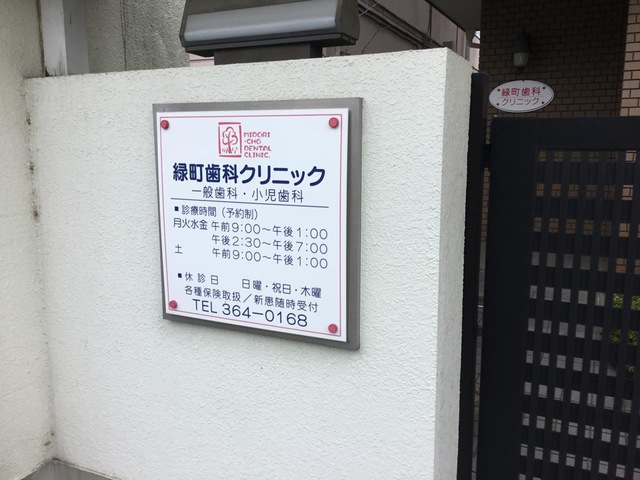 MIDORI
-CHO
DENTAL
CLINIC.
緑町歯科クリニック
一般歯科・小児歯科
■診療時間（予約制）
月火水金 午前9:00〜午後1:00
午後2:30〜午後7:00
土 午前9:00〜午後1:00
■休診日 日曜・祝日・木曜
各種保険取扱／新患随時受付
TEL 364-0168
緑町歯科
クリニック